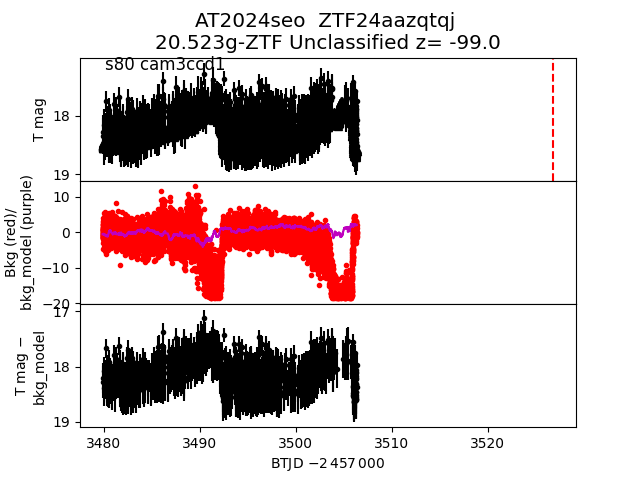 AT2024seo  ZTF24aazqtqj
20.523g-ZTF Unclassified z= -99.0
s80 cam3ccd1
T mag
18
19
Bkg (red)/
bkg_model (purple)
10
0
−10
−20
T mag −
bkg_model
17
18
19
3480 3490 3500 3510 3520
BTJD −2 457 000